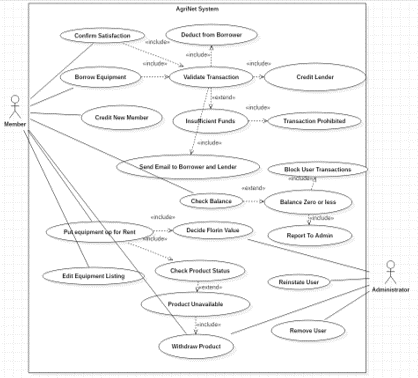 AgriNet System
Confirm Satisfaction
Deduct from Borrower
«include»
«include»
Borrow Equipment
«include»
Validate Transaction
«include»
Credit Lender
«extend»
Member
Credit New Member
Insufficient Funds
«include»
Transaction Prohibited
«include»
Send Email to Borrower and Lender
Block User Transactions
«include»
Check Balance
«extend»
Balance Zero or less
«include»
Put equipment up for Rent
«include»
Decide Florin Value
Report To Admin
«include»
Edit Equipment Listing
Check Product Status
Reinstate User
Administrator
«extend»
Product Unavailable
«include»
Remove User
Withdraw Product